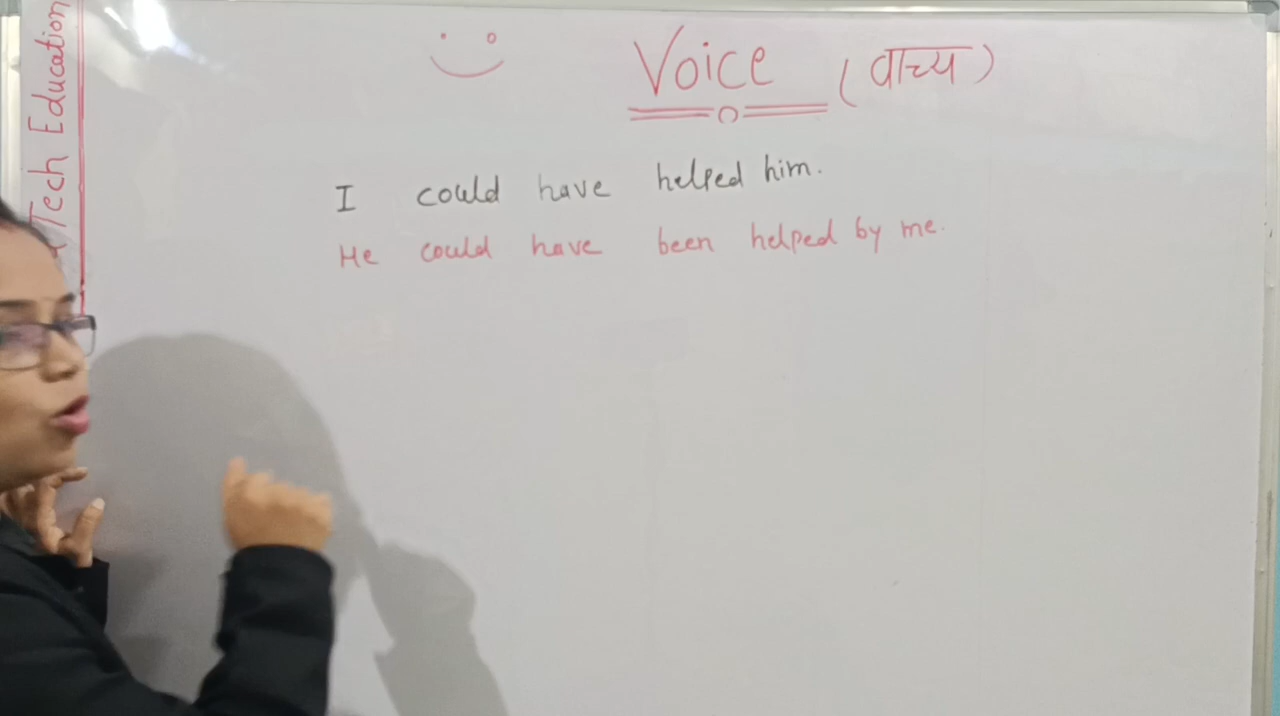 Tech Education
Voice (वाच्य)
I could have helped him.
He could have been helped by me.